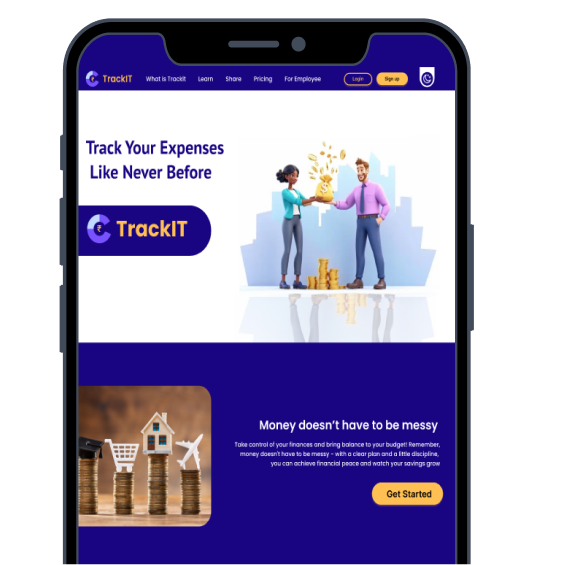 TrackIT What is TrackIt Learn Share Pricing For Employee Login Sign up
Track Your Expenses
Like Never Before
₹ TrackIT
Money doesn't have to be messy
Take control of your finances and bring balance to your budget! Remember,
money doesn't have to be messy - with a clear plan and a little discipline,
you can achieve financial peace and watch your savings grow
Get Started